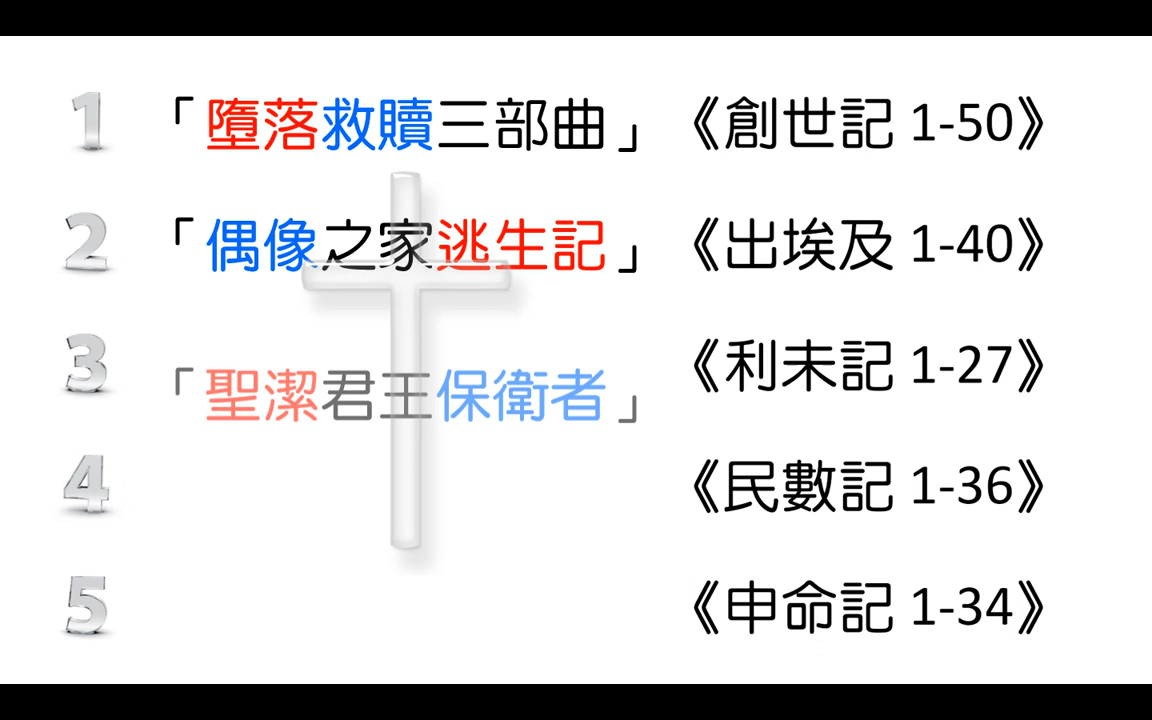 1 「墮落救贖三部曲」 《創世記 1-50》
2 「偶像之家逃生記」 《出埃及 1-40》
3 「聖潔君王保衛者」 《利未記 1-27》
4 《民數記 1-36》
5 《申命記 1-34》